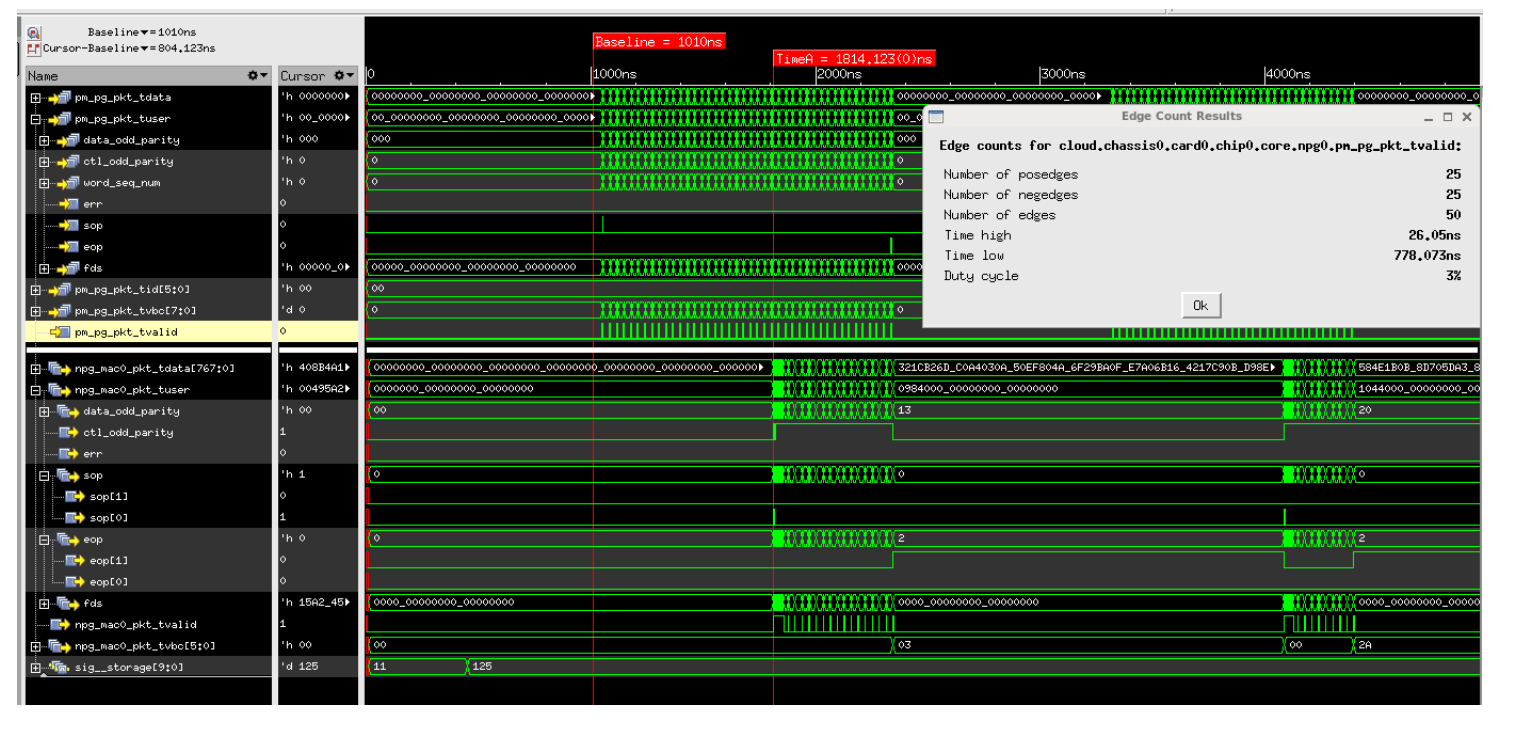 Baseline▼=1010ns
Cursor-Baseline▼=804.123ns
Baseline = 1010ns
TimeA = 1814.123(0)ns
Name Cursor 0 1000ns 2000ns 3000ns 4000ns
pm_pg_pkt_tdata 'h 0000000 00000000_00000000_00000000_0000000 00000000_00000000_00000000_0000 00000000_00000000_0
pm_pg_pkt_tuser 'h 00_0000 00_00000000_00000000_00000000_0000 00_0
data_odd_parity 'h 000 000 000
ctl_odd_parity 'h 0 0 0
word_seq_num 'h 0 0 0
err 0
sop 0
eop 0
fds 'h 00000_0 00000_00000000_00000000_00000000 0000
pm_pg_pkt_tid[5:0] 'h 00 00
pm_pg_pkt_tvbc[7:0] 'd 0 0 0
pm_pg_pkt_tvalid 0
Edge Count Results
Edge counts for cloud.chassis0.card0.chip0.core.npg0.pm_pg_pkt_tvalid:
Number of posedges 25
Number of negedges 25
Number of edges 50
Time high 26.05ns
Time low 778.073ns
Duty cycle 3%
Ok
npg_mac0_pkt_tdata[767:0] 'h 408B4A1 00000000_00000000_00000000_00000000_00000000_000000 321CB26D_C0A4030A_50EF804A_6F29BA0F_E7A06B16_4217C90B_D98E 584E1B0B_8D705DA3_8
npg_mac0_pkt_tuser 'h 00495A2 0000000_00000000_00000000 0984000_00000000_00000000 1044000_00000000_00
data_odd_parity 'h 00 00 13 20
ctl_odd_parity 1
err 0
sop 'h 1 0 0 0
sop[1] 0
sop[0] 1
eop 'h 0 0 2 2
eop[1] 0
eop[0] 0
fds 'h 15A2_45 0000_00000000_00000000 0000_00000000_00000000 0000_00000000_00000
npg_mac0_pkt_tvalid 1
npg_mac0_pkt_tvbc[5:0] 'h 00 00 03 00 2A
sig__storage[9:0] 'd 125 11 125